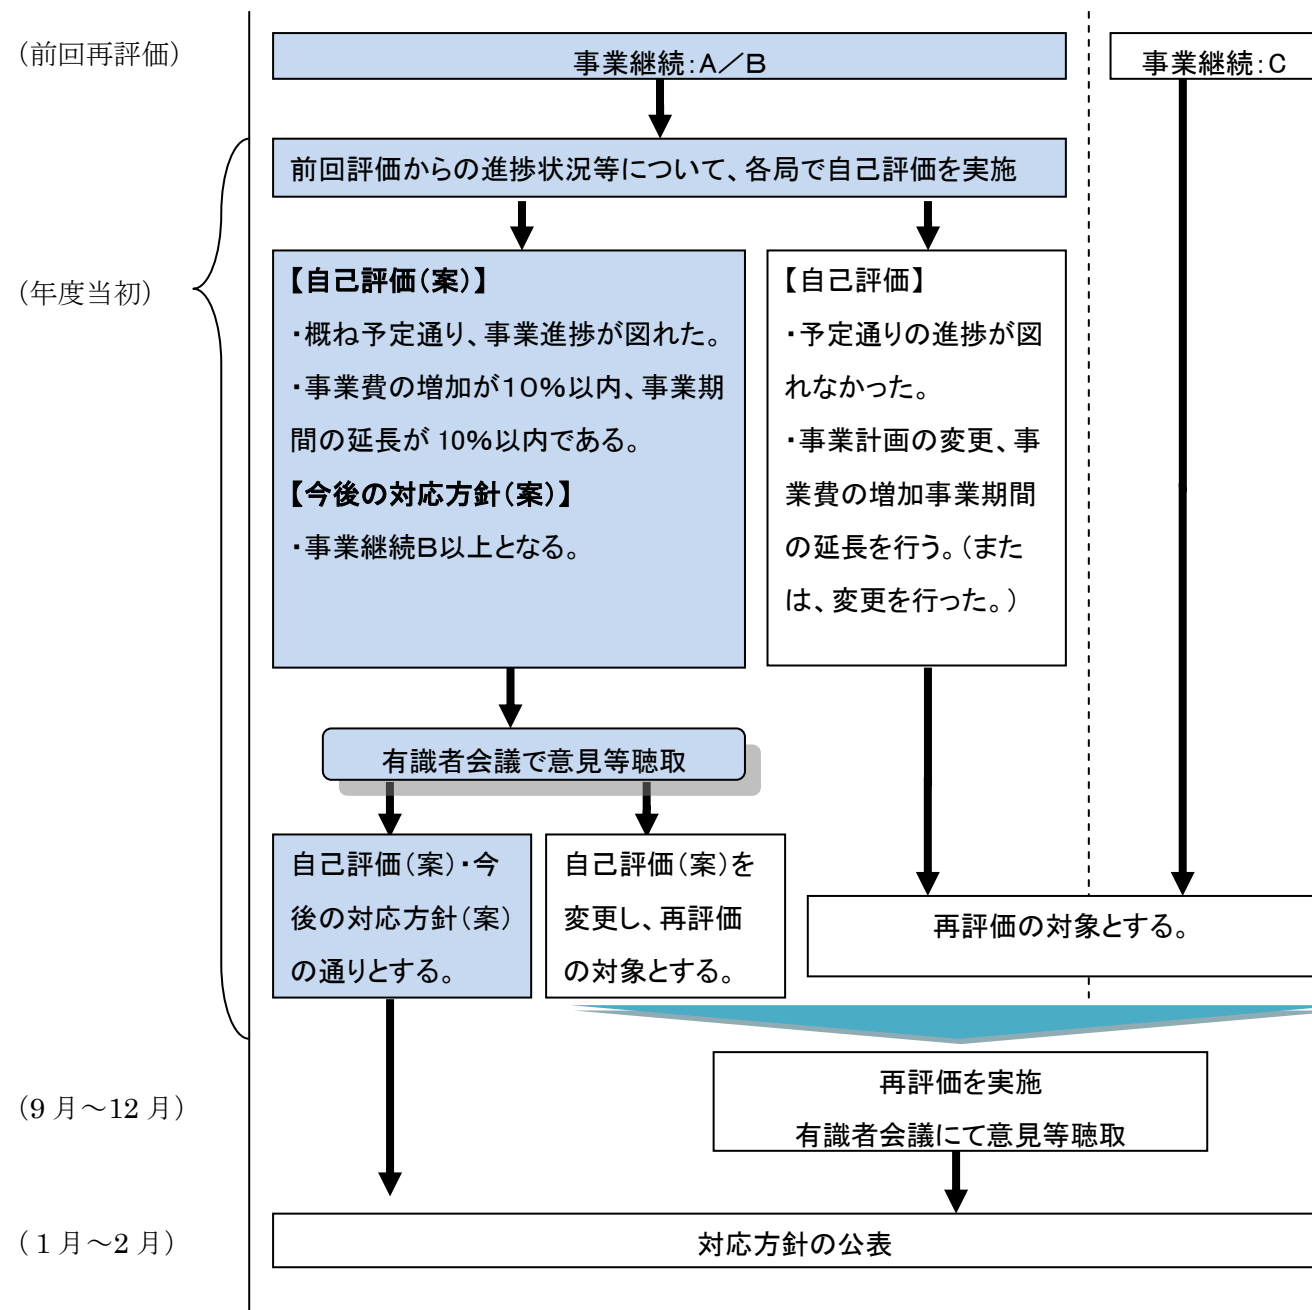 （前回再評価）
事業継続：A／B
事業継続：C
前回評価からの進捗状況等について、各局で自己評価を実施
（年度当初）
【自己評価（案）】
・概ね予定通り、事業進捗が図れた。
・事業費の増加が１０％以内、事業期
間の延長が 10％以内である。
【今後の対応方針（案）】
・事業継続Ｂ以上となる。
【自己評価】
・予定通りの進捗が図
れなかった。
・事業計画の変更、事
業費の増加事業期間
の延長を行う。（また
は、変更を行った。）
有識者会議で意見等聴取
自己評価（案）・今
後の対応方針（案）
の通りとする。
自己評価（案）を
変更し、再評価
の対象とする。
再評価の対象とする。
（9 月～12 月）
再評価を実施
有識者会議にて意見等聴取
（ 1 月～2 月）
対応方針の公表